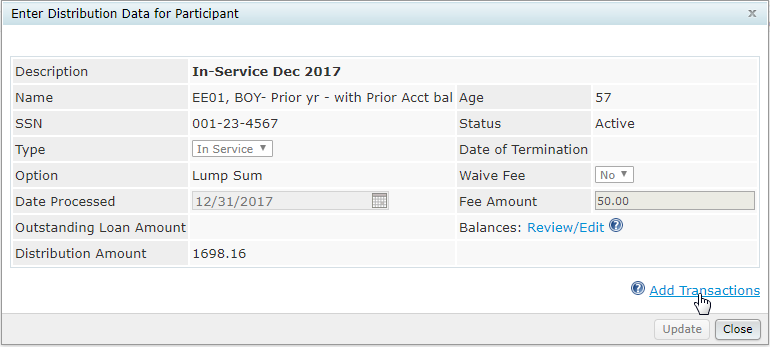 Enter Distribution Data for Participant x
Description In-Service Dec 2017
Name EE01, BOY- Prior yr - with Prior Acct bal Age 57
SSN 001-23-4567 Status Active
Type In Service Date of Termination
Option Lump Sum Waive Fee No
Date Processed 12/31/2017 Fee Amount 50.00
Outstanding Loan Amount Balances: Review/Edit ?
Distribution Amount 1698.16
? Add Transactions
Update Close